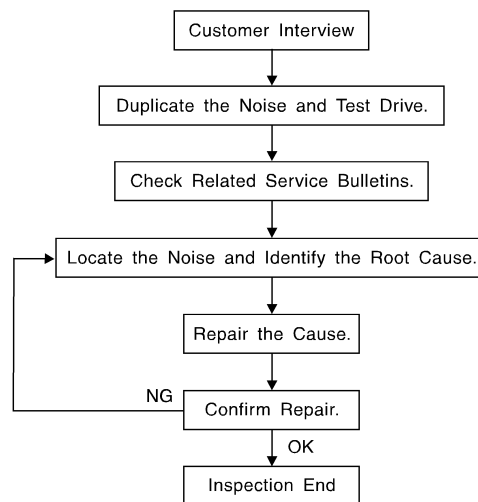 Customer Interview
Duplicate the Noise and Test Drive.
Check Related Service Bulletins.
Locate the Noise and Identify the Root Cause.
Repair the Cause.
NG
Confirm Repair.
OK
Inspection End